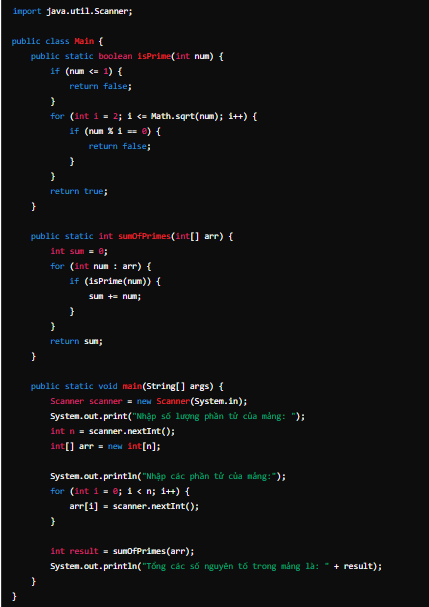 import java.util.Scanner;

public class Main {
    public static boolean isPrime(int num) {
        if (num <= 1) {
            return false;
        }
        for (int i = 2; i <= Math.sqrt(num); i++) {
            if (num % i == 0) {
                return false;
            }
        }
        return true;
    }

    public static int sumOfPrimes(int[] arr) {
        int sum = 0;
        for (int num : arr) {
            if (isPrime(num)) {
                sum += num;
            }
        }
        return sum;
    }

    public static void main(String[] args) {
        Scanner scanner = new Scanner(System.in);
        System.out.print("Nhập số lượng phần tử của mảng: ");
        int n = scanner.nextInt();
        int[] arr = new int[n];

        System.out.println("Nhập các phần tử của mảng:");
        for (int i = 0; i < n; i++) {
            arr[i] = scanner.nextInt();
        }

        int result = sumOfPrimes(arr);
        System.out.println("Tổng các số nguyên tố trong mảng là: " + result);
    }
}